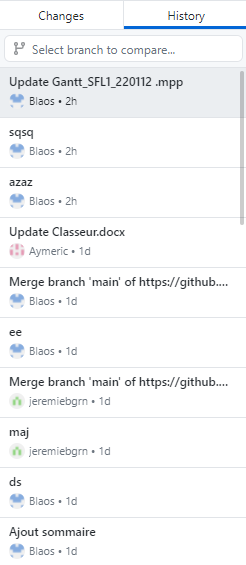 Changes
History
Select branch to compare...
Update Gantt_SFL1_220112 .mpp
Blaos • 2h
sqsq
Blaos • 2h
azaz
Blaos • 2h
Update Classeur.docx
Aymeric • 1d
Merge branch 'main' of https://github....
Blaos • 1d
ee
Blaos • 1d
Merge branch 'main' of https://github....
jeremiebgrn • 1d
maj
jeremiebgrn • 1d
ds
Blaos • 1d
Ajout sommaire
Blaos • 1d